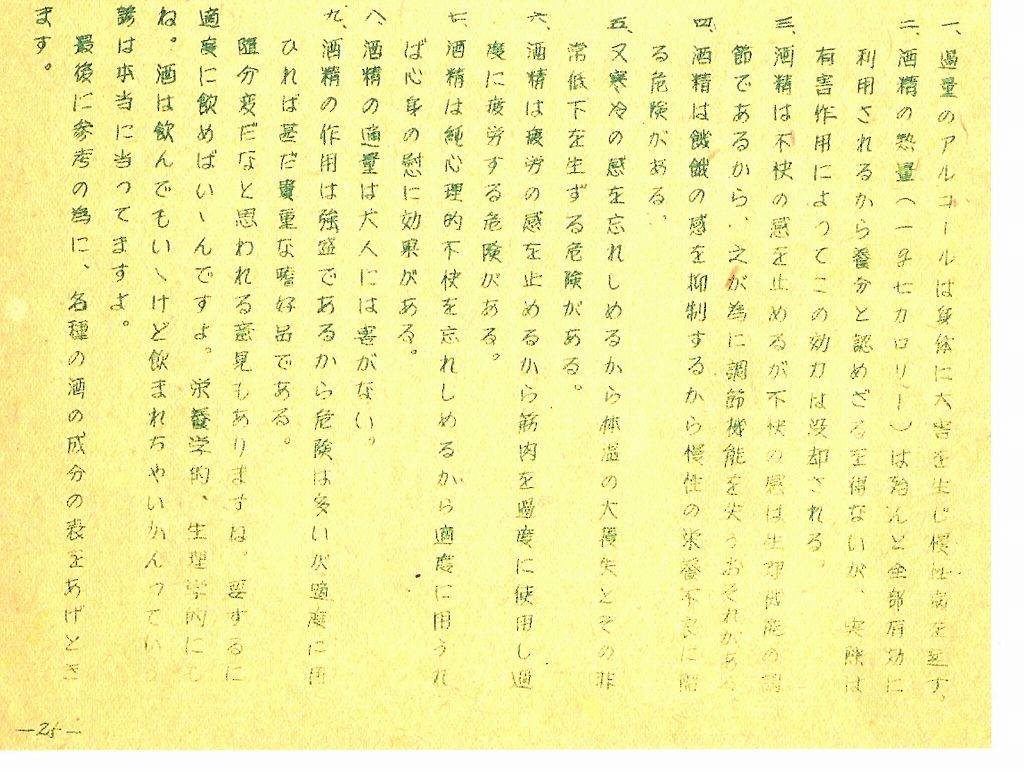 一、過量のアルコールは身体に大害を生じ慢性病を起す、
二、酒精の熱量（一g七カロリー）は殆んと全部有効に
利用されるから養分と認めざるを得ないが、実際は
有害作用によってこの効力は没却される、
三、酒精は不快の感を止めるが不快の感は生理機能の調
節であるから、之が為に調節機能を失うおそれがある、
四、酒精は餓餓の感を抑制するから慢性の栄養不良に陥
る危険がある、
五、又寒冷の感を忘れしめるから体温の大損失とその非
常低下を生ずる危険がある。
六、酒精は疲労の感を止めるから筋肉を過度に使用し過
度に疲労する危険がある。
七、酒精は純心理的不快を忘れしめるから適度に用うれ
ば心身の慰に効果がある。
八、酒精の適量は大人には害がない。
九、酒精の作用は強盛であるから危険は多いが適度に用
ひれば甚だ貴重な嗜好品である。
随分変だなと思われる意見もありますね。要するに
適度に飲めばいゝんですよ。栄養学的、生理学的にも
ね。酒は飲んでもいゝけど飲まれちゃいかんってい
諺は本当に当ってますよ。
最後に参考の為に、各種の酒の成分の表をあげとき
ます。
—25—